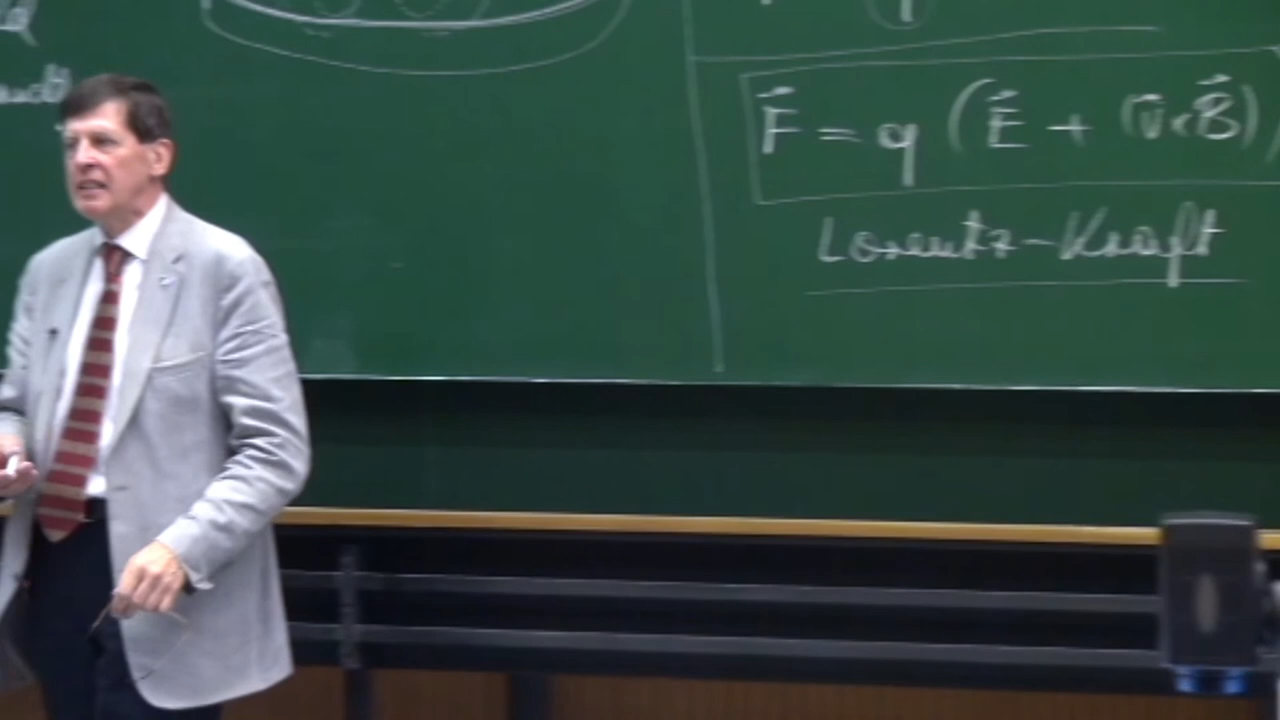 F⃗ = q (E⃗ + (v⃗×B⃗)
Lorentz-Kraft